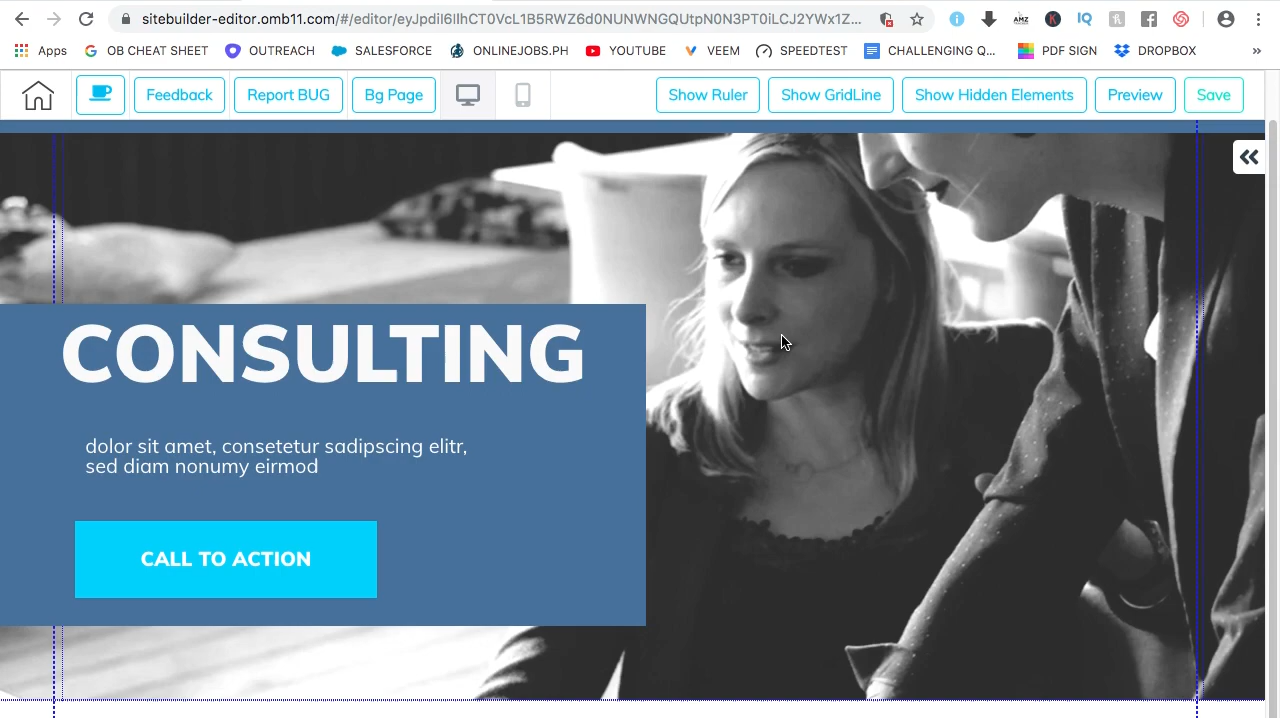 sitebuilder-editor.omb11.com/#/editor/eyJpdiI6IlhCT0VcL1B5RWZ6d0NUNWNGQUtpN0N3PT0iLCJ2YWx1Z...
Apps OB CHEAT SHEET OUTREACH SALESFORCE ONLINEJOBS.PH YOUTUBE VEEM SPEEDTEST CHALLENGING Q... PDF SIGN DROPBOX »
Feedback Report BUG Bg Page Show Ruler Show GridLine Show Hidden Elements Preview Save
CONSULTING
dolor sit amet, consetetur sadipscing elitr,
sed diam nonumy eirmod
CALL TO ACTION